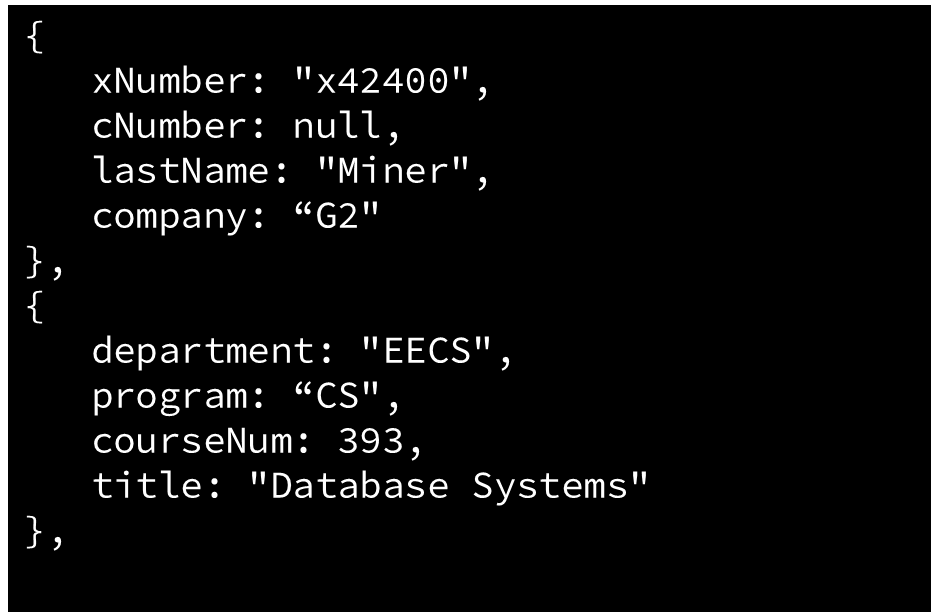 {
   xNumber: "x42400",
   cNumber: null,
   lastName: "Miner",
   company: “G2"
},
{
   department: "EECS",
   program: “CS",
   courseNum: 393,
   title: "Database Systems"
},